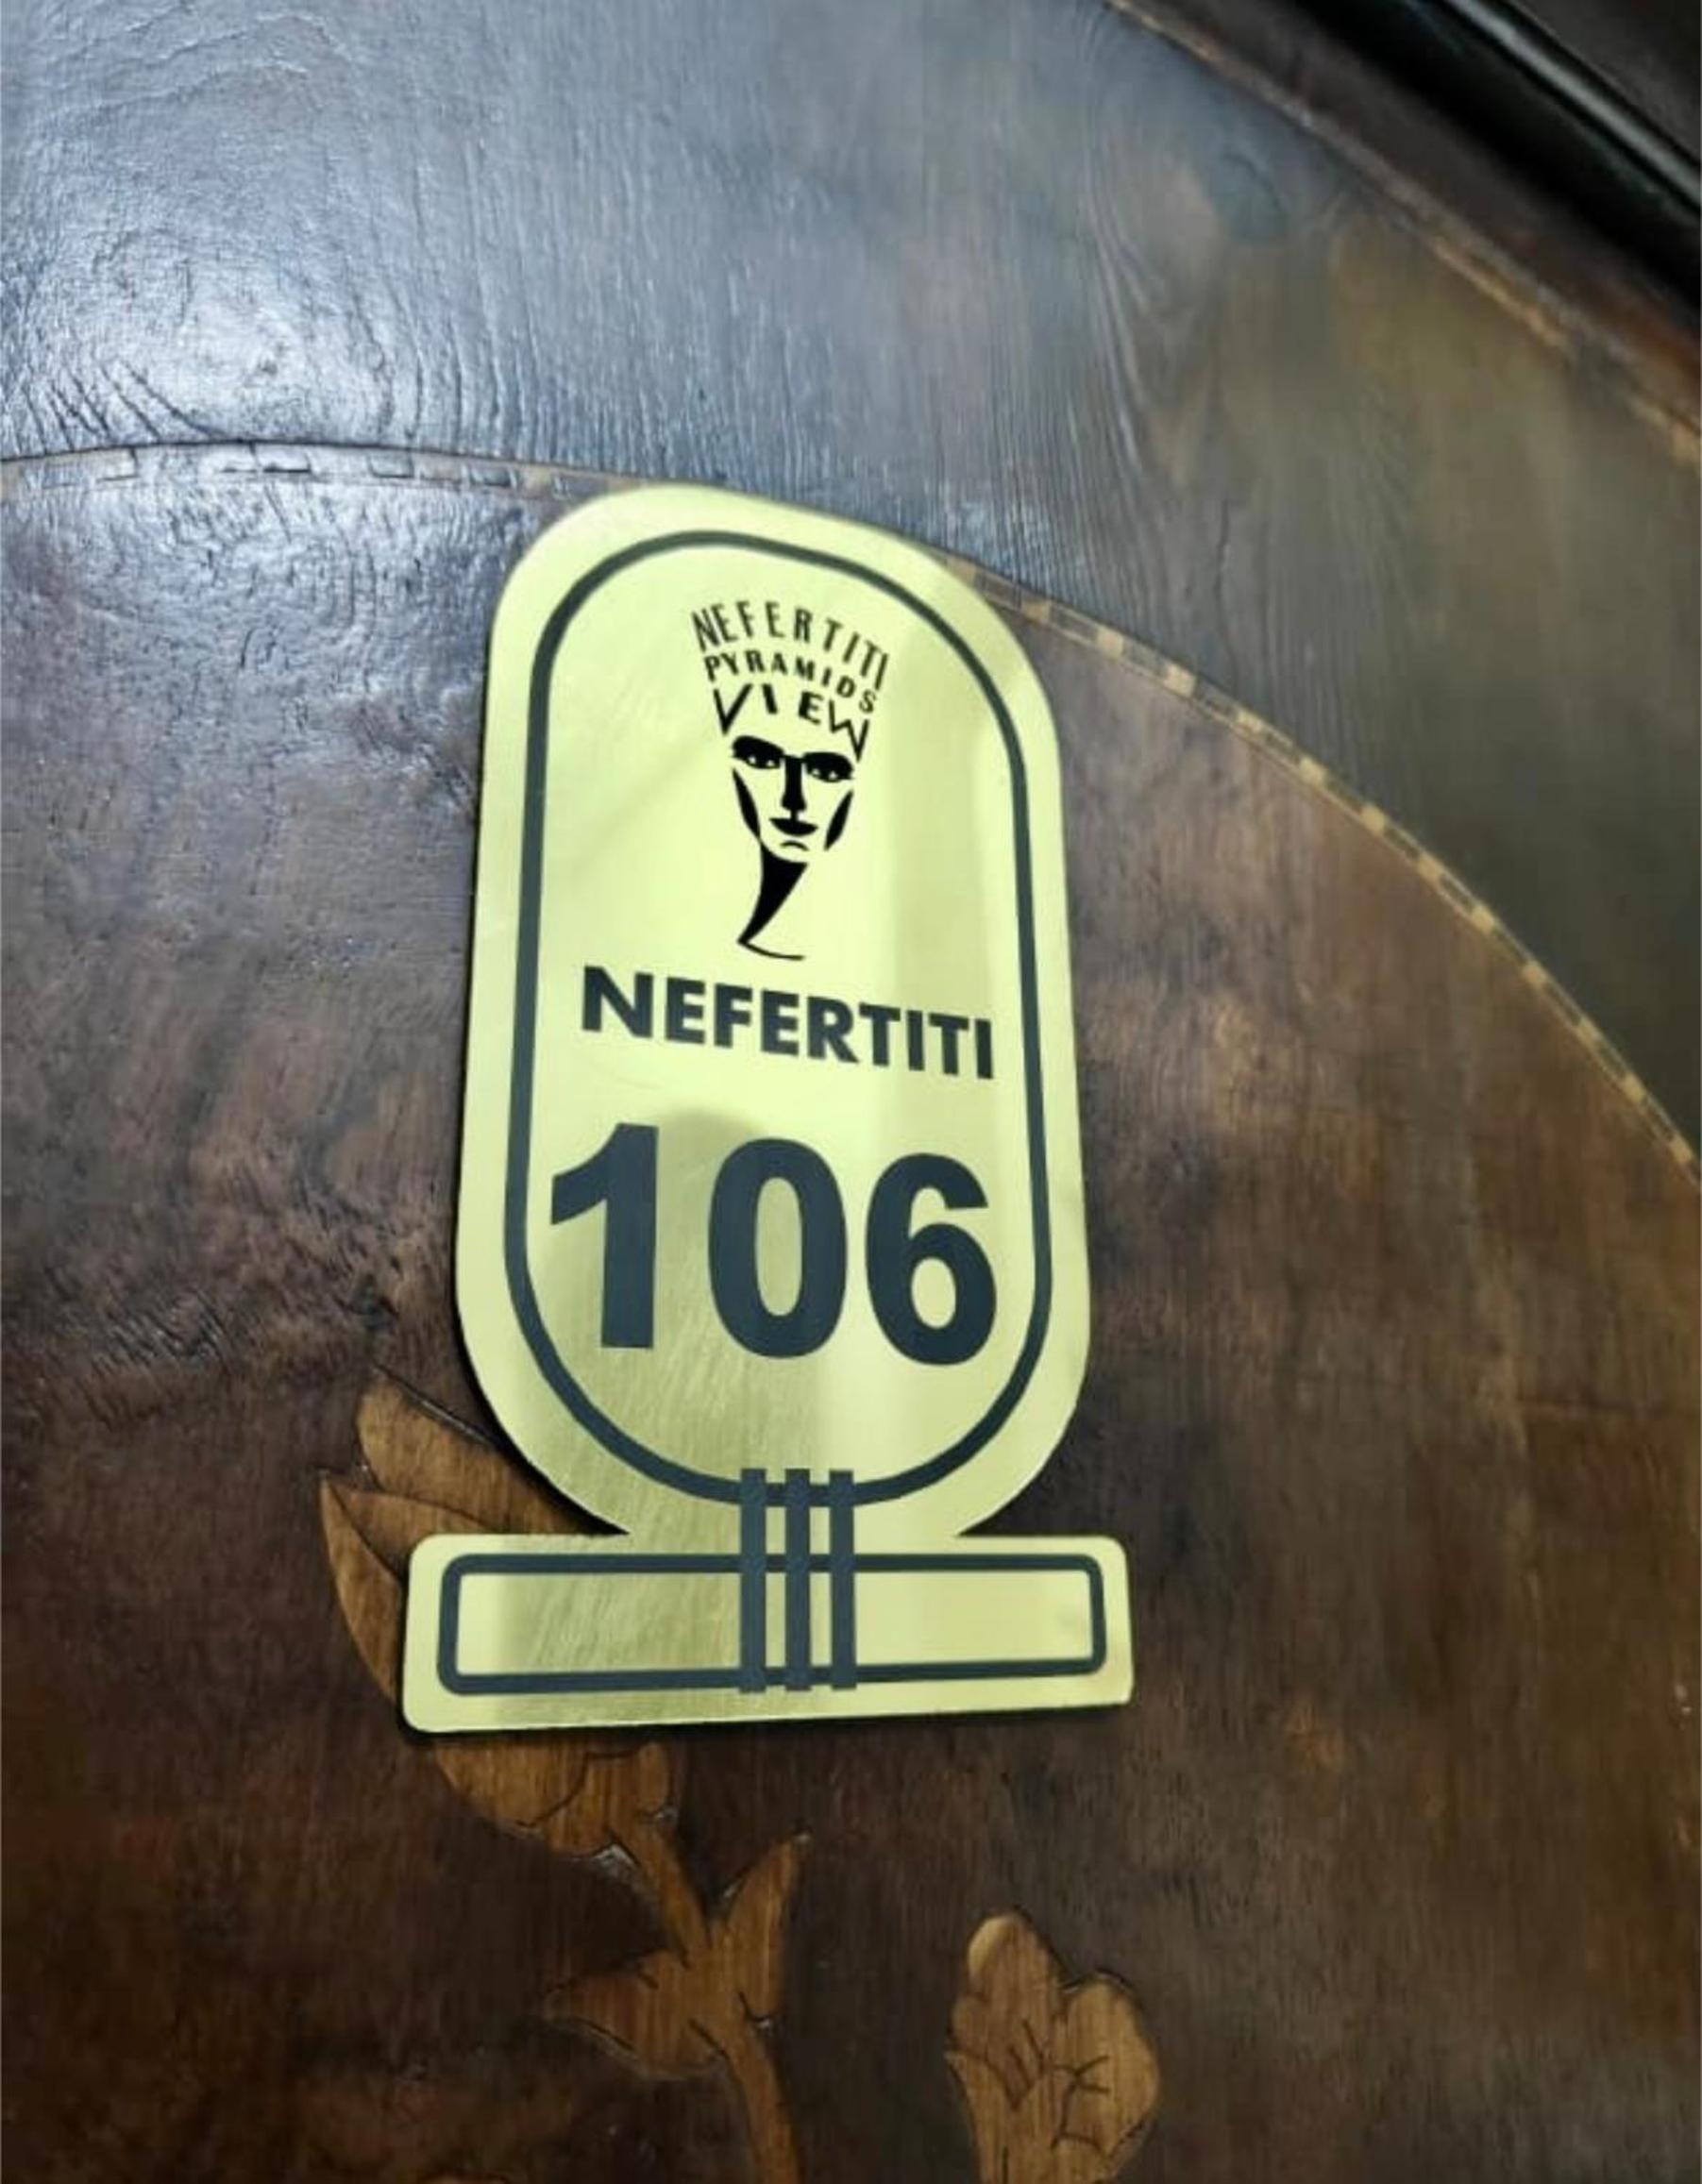 NEFERTITI
PYRAMIDS
VIEW
NEFERTITI
106